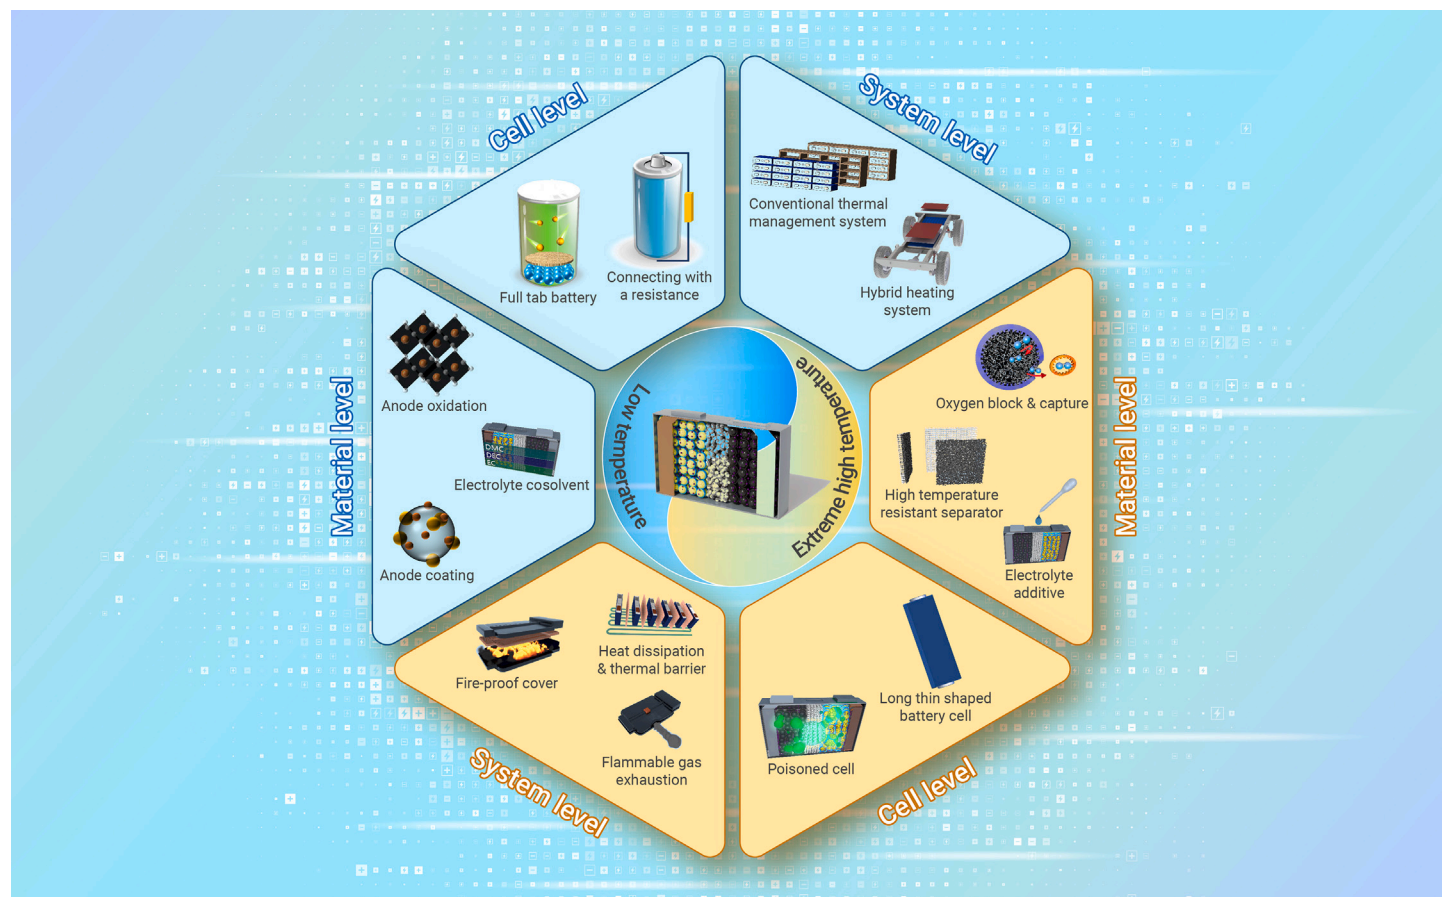 Cell level
Full tab battery
Connecting with
a resistance
System level
Conventional thermal
management system
Hybrid heating
system
Material level
Anode oxidation
DMC
DEC
EC
Electrolyte cosolvent
Anode coating
Low temperature
Extreme high temperature
Material level
Oxygen block & capture
High temperature
resistant separator
Electrolyte
additive
System level
Fire-proof cover
Heat dissipation
& thermal barrier
Flammable gas
exhaustion
Cell level
Long thin shaped
battery cell
Poisoned cell